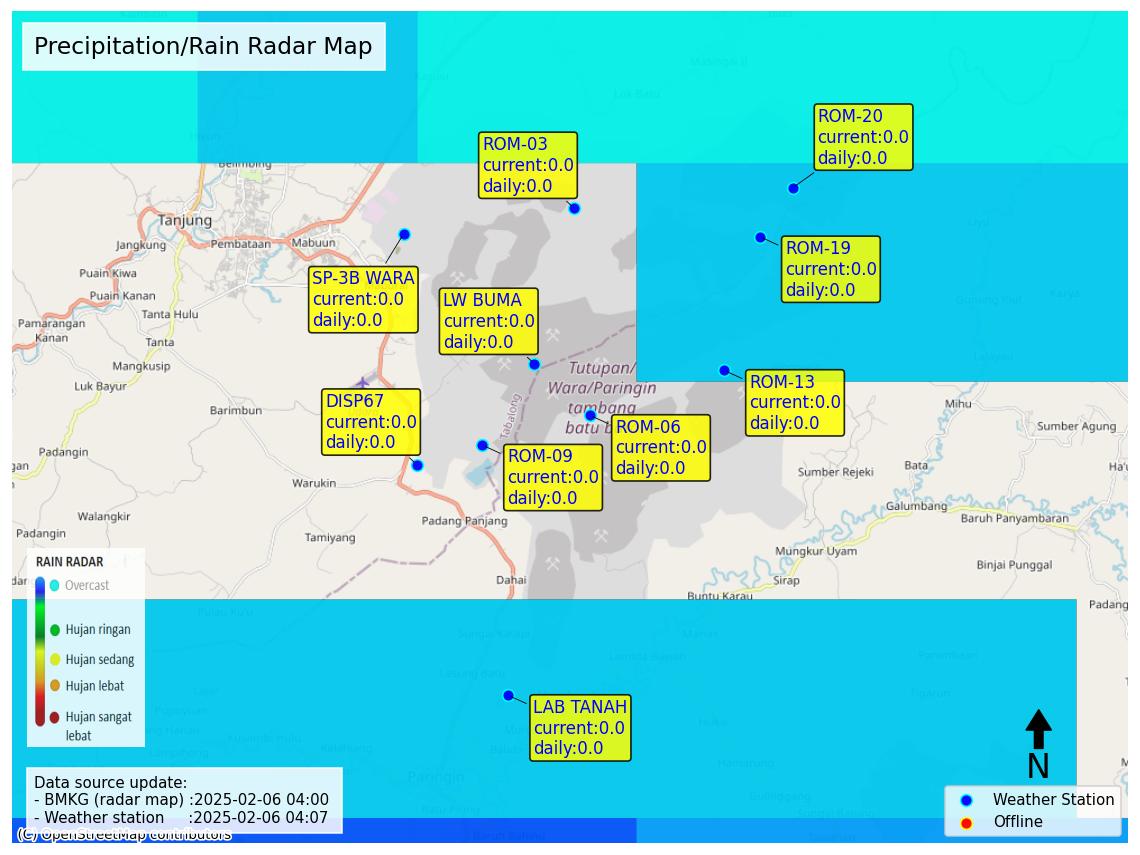 Precipitation/Rain Radar Map
ROM-20
current:0.0
daily:0.0
ROM-03
current:0.0
daily:0.0
Belimbing
Tanjung
Jangkung
Pembataan
Mabuun
ROM-19
current:0.0
daily:0.0
SP-3B WARA
current:0.0
daily:0.0
LW BUMA
current:0.0
daily:0.0
Puain Kiwa
Puain Kanan
Tanta Hulu
Pamarangan
Kanan
Tanta
Mangkusip
Luk Bayur
Barimbun
Tutupan/
Wara/Paringin
tambang
batu b
Tabalong
ROM-13
current:0.0
daily:0.0
DISP67
current:0.0
daily:0.0
ROM-06
current:0.0
daily:0.0
ROM-09
current:0.0
daily:0.0
Mihu
Sumber Agung
Padangin
Warukin
Sumber Rejeki
Bata
Galumbang
Baruh Panyambaran
Walangkir
Padangin
Padang Panjang
Tamiyang
Mungkur Uyam
Binjai Punggal
Dahai
Sirap
Buntu Karau
Padang
RAIN RADAR
Overcast
Hujan ringan
Hujan sedang
Hujan lebat
Hujan sangat
lebat
LAB TANAH
current:0.0
daily:0.0
Paringin
N
Data source update:
- BMKG (radar map) :2025-02-06 04:00
- Weather station :2025-02-06 04:07
(C) OpenStreetMap contributors
Weather Station
Offline